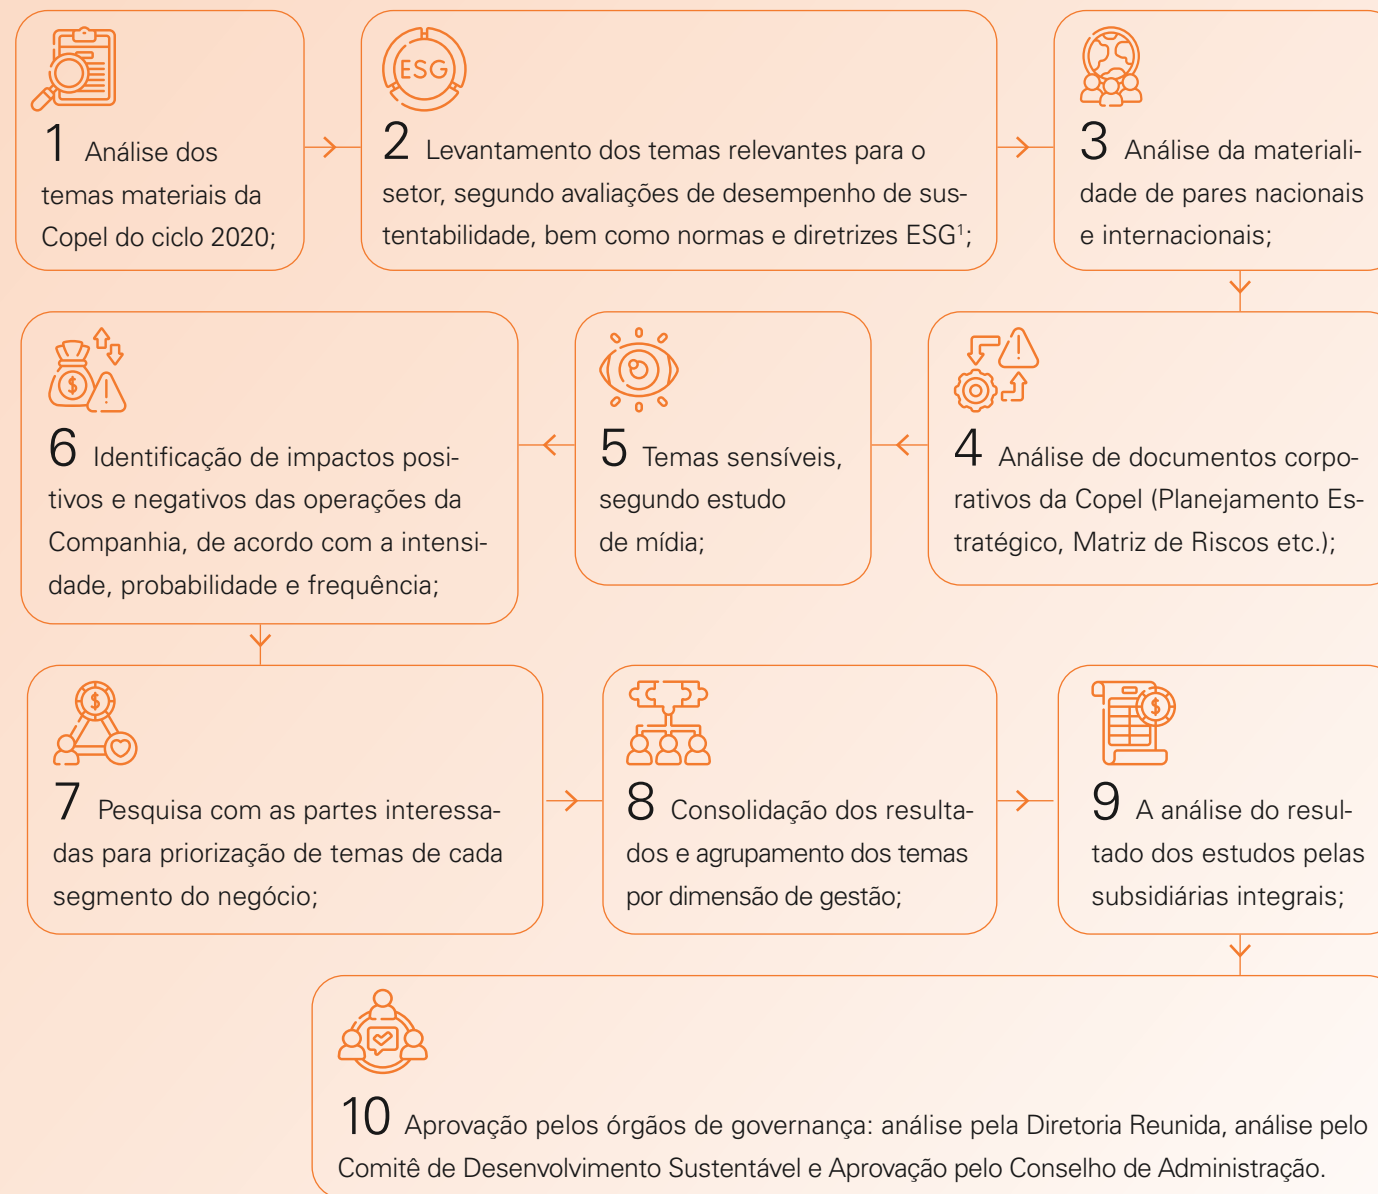 1 Análise dos
temas materiais da
Copel do ciclo 2020;
ESG
2 Levantamento dos temas relevantes para o
setor, segundo avaliações de desempenho de sus-
tentabilidade, bem como normas e diretrizes ESG¹;
3 Análise da materiali-
dade de pares nacionais
e internacionais;
4 Análise de documentos corpo-
rativos da Copel (Planejamento Es-
tratégico, Matriz de Riscos etc.);
5 Temas sensíveis,
segundo estudo
de mídia;
$
6 Identificação de impactos posi-
tivos e negativos das operações da
Companhia, de acordo com a intensi-
dade, probabilidade e frequência;
$
7 Pesquisa com as partes interessa-
das para priorização de temas de cada
segmento do negócio;
8 Consolidação dos resulta-
dos e agrupamento dos temas
por dimensão de gestão;
$
9 A análise do resul-
tado dos estudos pelas
subsidiárias integrais;
10 Aprovação pelos órgãos de governança: análise pela Diretoria Reunida, análise pelo
Comitê de Desenvolvimento Sustentável e Aprovação pelo Conselho de Administração.